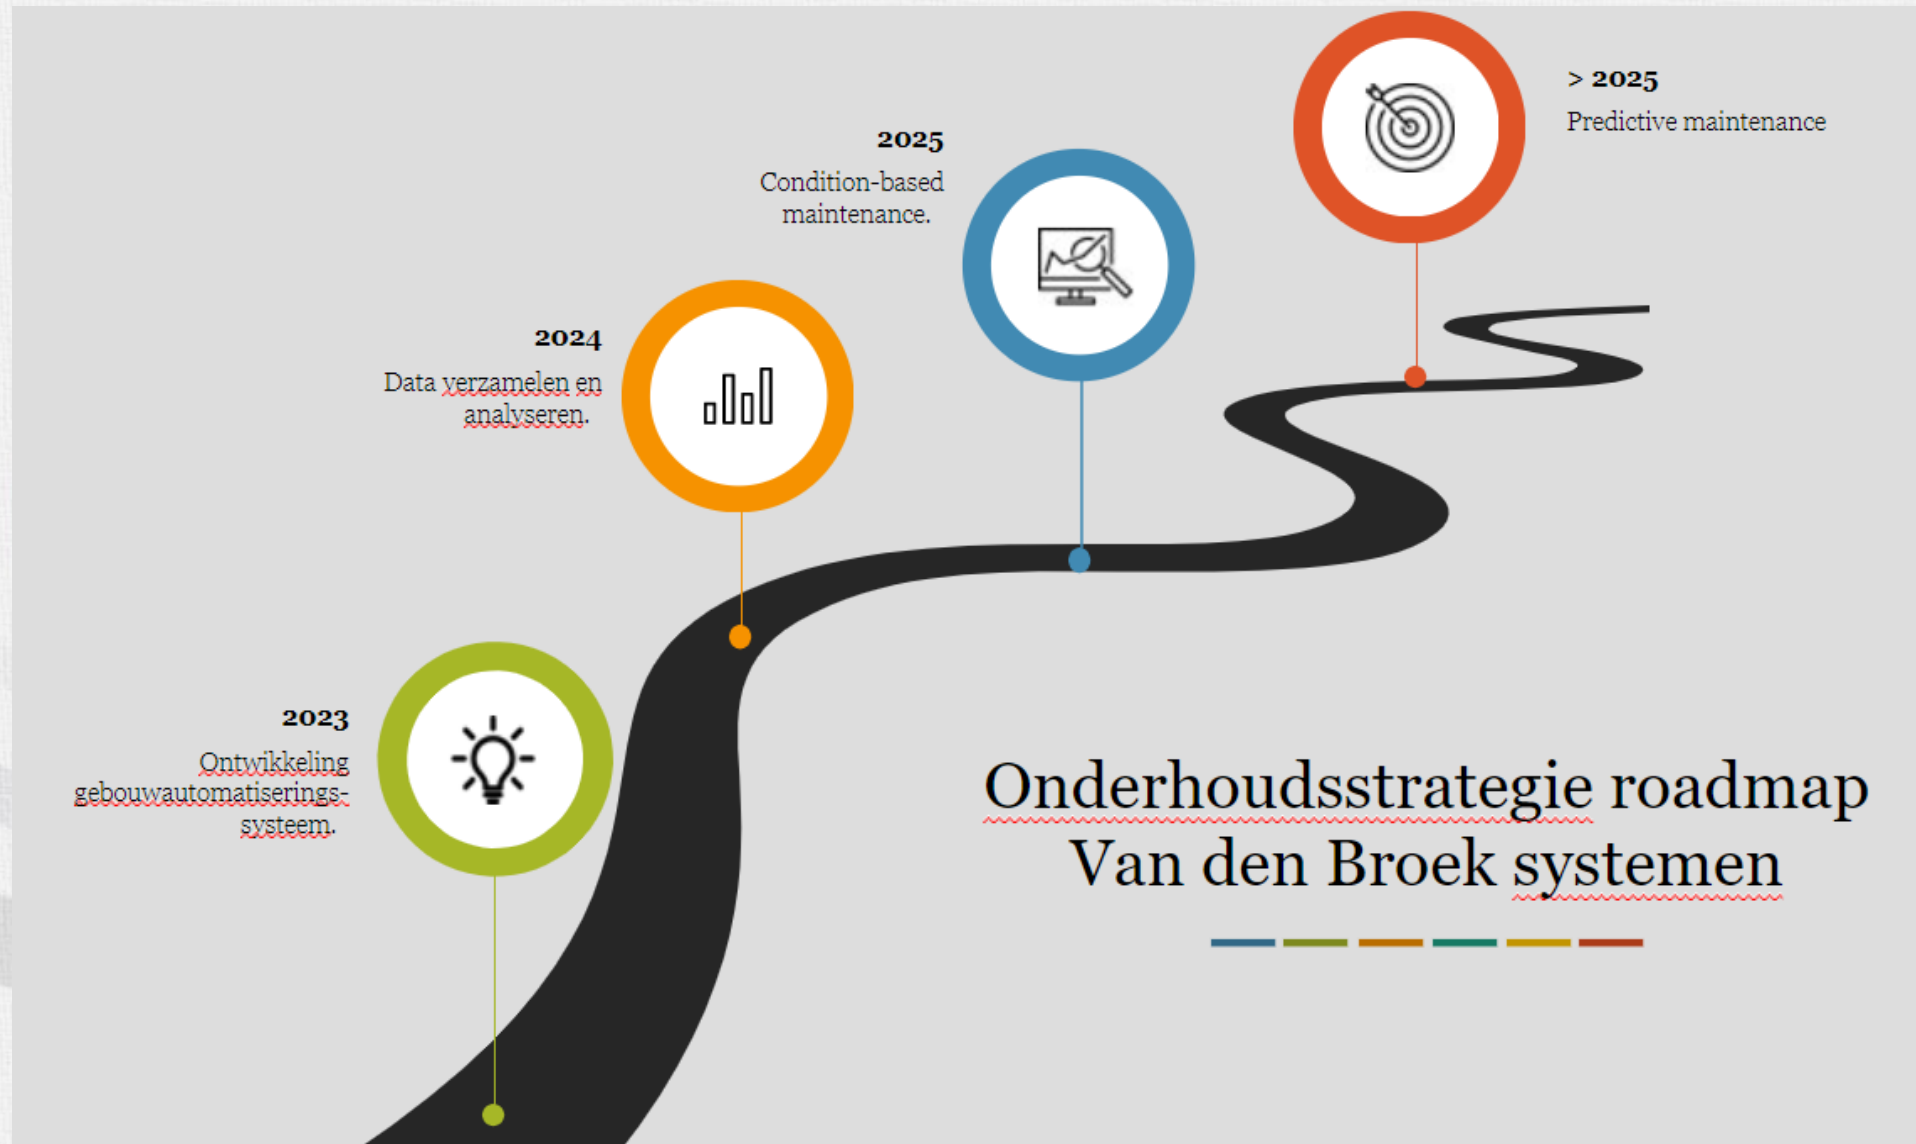 > 2025
Predictive maintenance
2025
Condition-based
maintenance.
2024
Data verzamelen en
analyseren.
2023
Ontwikkeling
gebouwautomatiserings-
systeem.
Onderhoudsstrategie roadmap
Van den Broek systemen